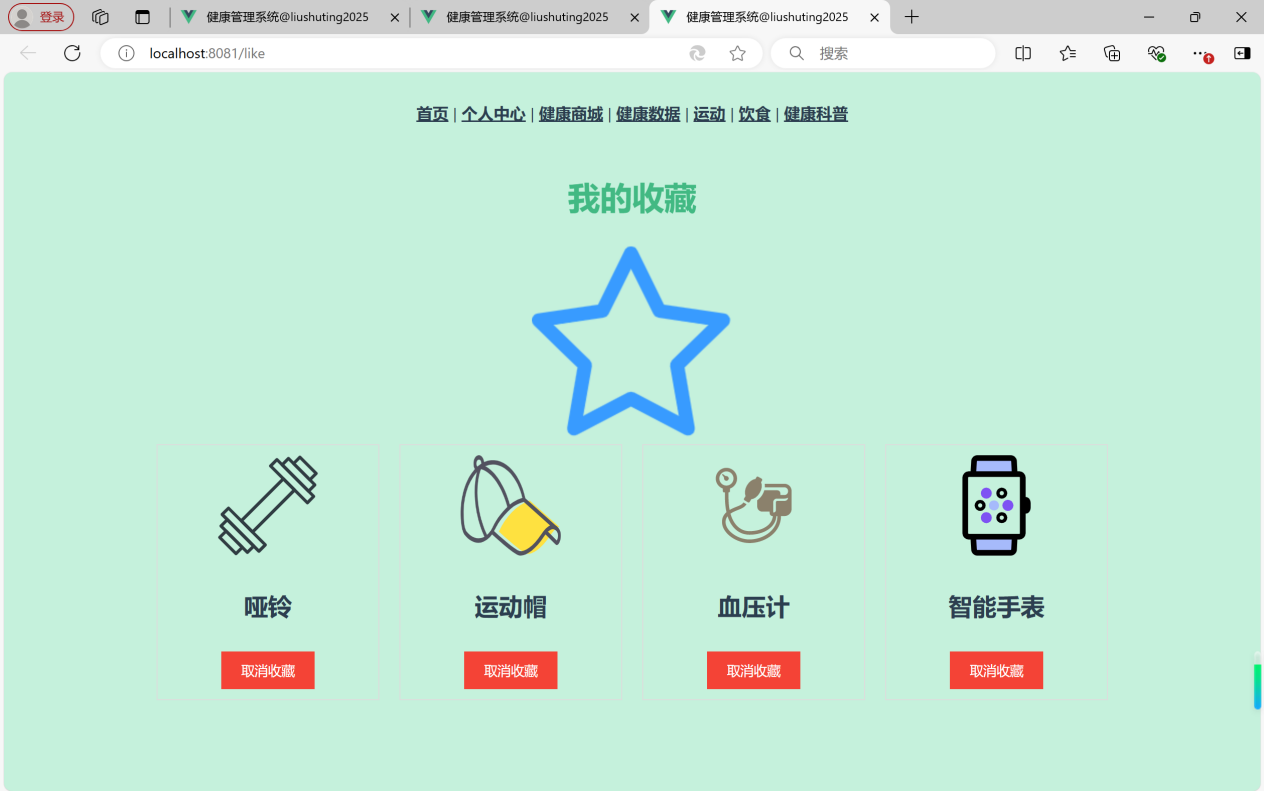 登录
健康管理系统@liushuting2025
健康管理系统@liushuting2025
健康管理系统@liushuting2025
localhost:8081/like
搜索
首页 | 个人中心 | 健康商城 | 健康数据 | 运动 | 饮食 | 健康科普
我的收藏
哑铃
运动帽
血压计
智能手表
取消收藏
取消收藏
取消收藏
取消收藏